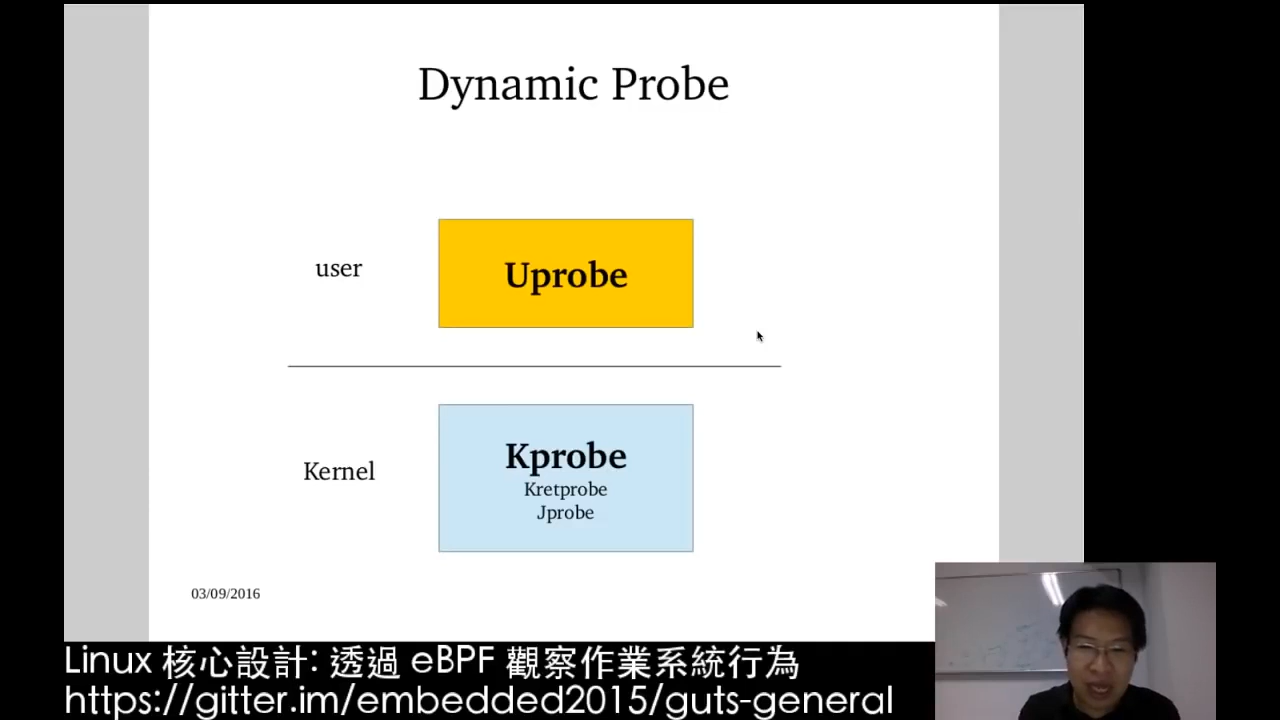 Dynamic Probe
user
Uprobe
Kernel
Kprobe
Kretprobe
Jprobe
03/09/2016
Linux 核心設計: 透過 eBPF 觀察作業系統行為
https://gitter.im/embedded2015/guts-general